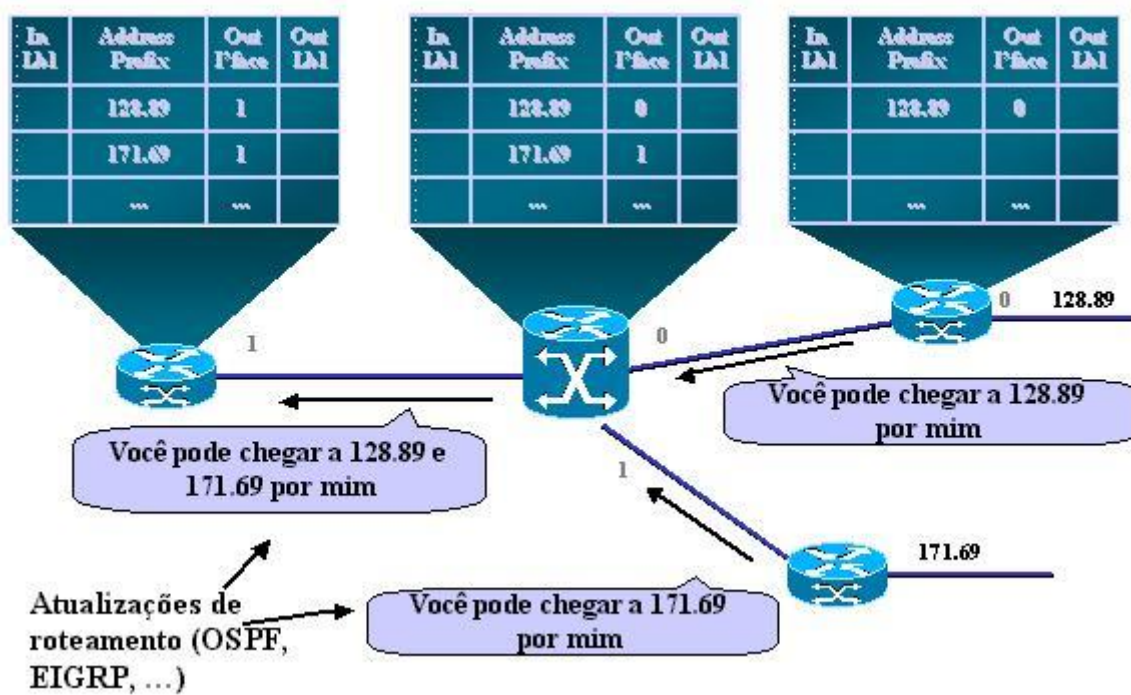 In Address Out Out
Lbl Prefix I'face Lbl
128.89 1
171.69 1
... ...
In Address Out Out
Lbl Prefix I'face Lbl
128.89 0
171.69 1
... ...
In Address Out Out
Lbl Prefix I'face Lbl
128.89 0
... ...
1
0
0
128.89
Você pode chegar a 128.89
por mim
Você pode chegar a 128.89 e
171.69 por mim
1
171.69
Você pode chegar a 171.69
por mim
Atualizações de
roteamento (OSPF,
EIGRP, …)